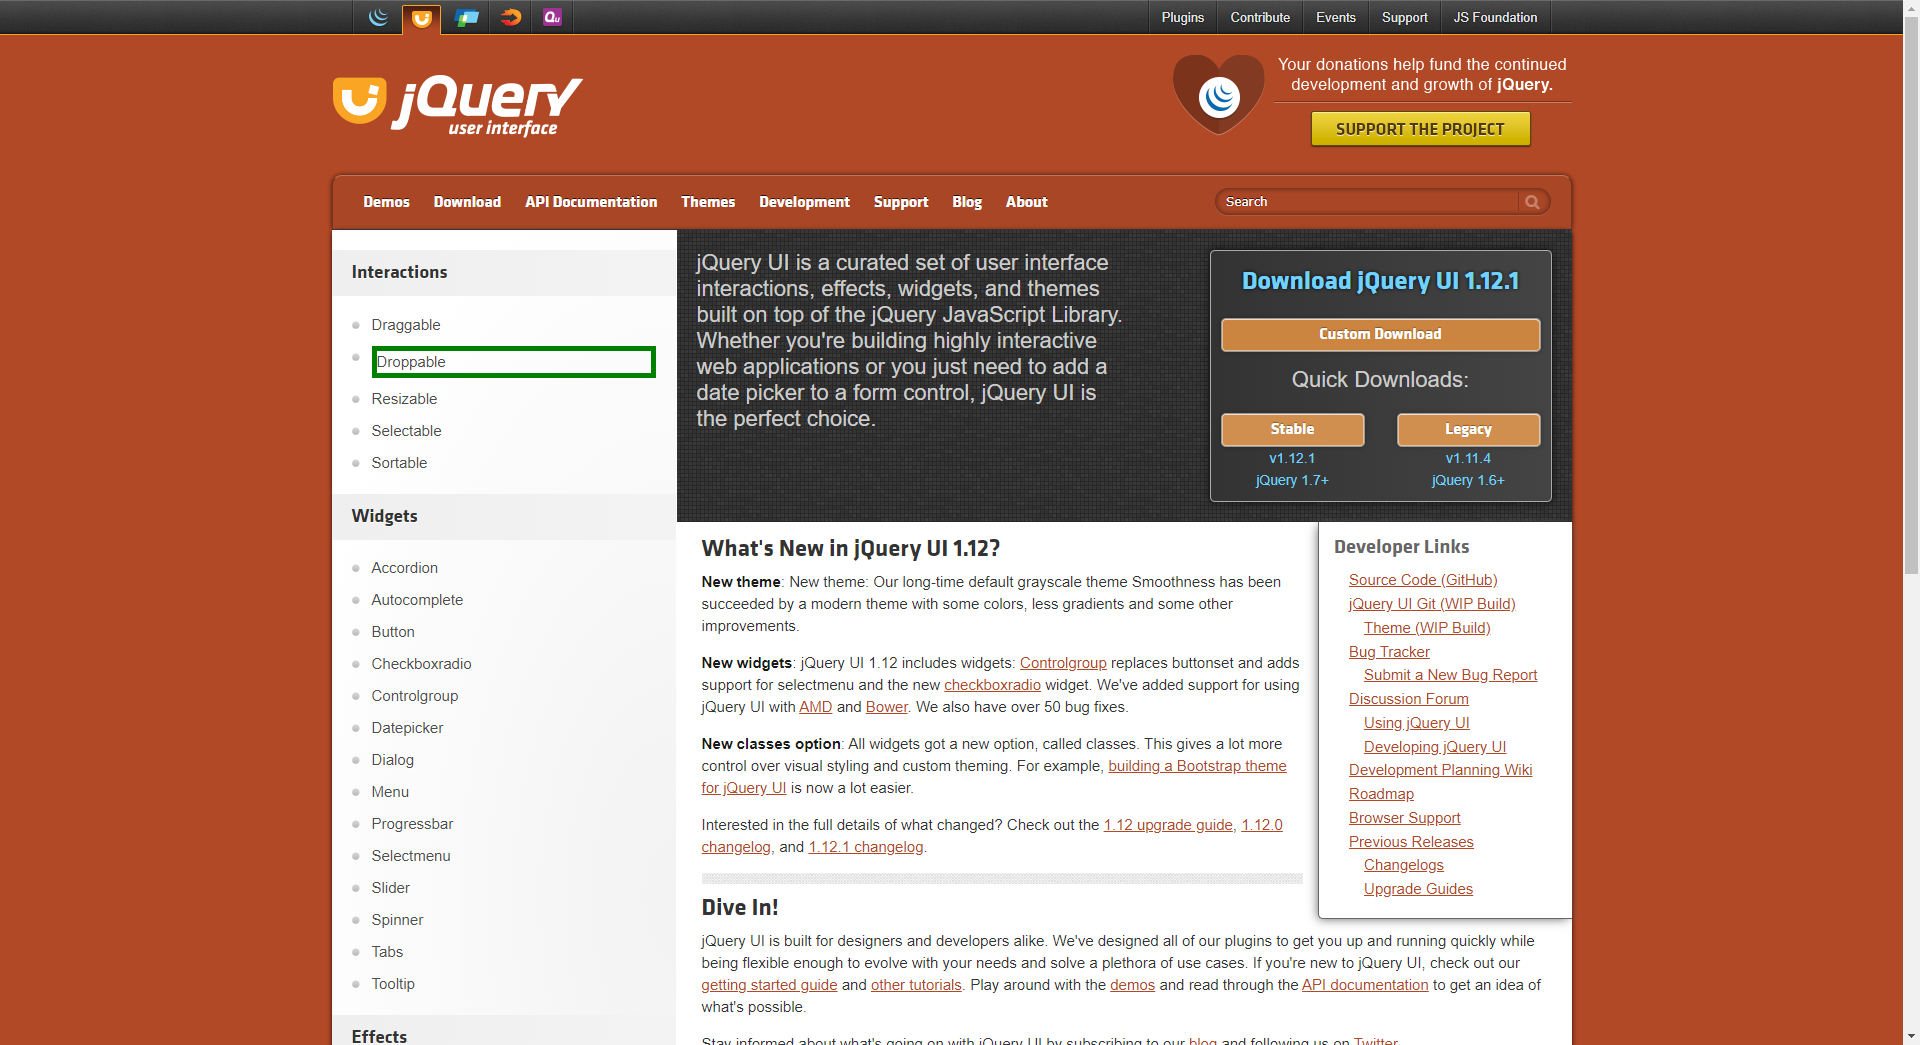 Plugins
Contribute
Events
Support
JS Foundation
Qu
jQuery
user interface
Your donations help fund the continued
development and growth of jQuery.
SUPPORT THE PROJECT
Demos
Download
API Documentation
Themes
Development
Support
Blog
About
Search
Interactions
Draggable
Droppable
Resizable
Selectable
Sortable
Widgets
Accordion
Autocomplete
Button
Checkboxradio
Controlgroup
Datepicker
Dialog
Menu
Progressbar
Selectmenu
Slider
Spinner
Tabs
Tooltip
Effects
jQuery UI is a curated set of user interface
interactions, effects, widgets, and themes
built on top of the jQuery JavaScript Library.
Whether you're building highly interactive
web applications or you just need to add a
date picker to a form control, jQuery UI is
the perfect choice.
Download jQuery UI 1.12.1
Custom Download
Quick Downloads:
Stable
v1.12.1
jQuery 1.7+
Legacy
v1.11.4
jQuery 1.6+
What's New in jQuery UI 1.12?
New theme: New theme: Our long-time default grayscale theme Smoothness has been
succeeded by a modern theme with some colors, less gradients and some other
improvements.
New widgets: jQuery UI 1.12 includes widgets: Controlgroup replaces buttonset and adds
support for selectmenu and the new checkboxradio widget. We've added support for using
jQuery UI with AMD and Bower. We also have over 50 bug fixes.
New classes option: All widgets got a new option, called classes. This gives a lot more
control over visual styling and custom theming. For example, building a Bootstrap theme
for jQuery UI is now a lot easier.
Interested in the full details of what changed? Check out the 1.12 upgrade guide, 1.12.0
changelog, and 1.12.1 changelog.
Developer Links
Source Code (GitHub)
jQuery UI Git (WIP Build)
Theme (WIP Build)
Bug Tracker
Submit a New Bug Report
Discussion Forum
Using jQuery UI
Developing jQuery UI
Development Planning Wiki
Roadmap
Browser Support
Previous Releases
Changelogs
Upgrade Guides
Dive In!
jQuery UI is built for designers and developers alike. We've designed all of our plugins to get you up and running quickly while
being flexible enough to evolve with your needs and solve a plethora of use cases. If you're new to jQuery UI, check out our
getting started guide and other tutorials. Play around with the demos and read through the API documentation to get an idea of
what's possible.
Stay informed about what's going on with jQuery UI by subscribing to our blog and following us on Twitter.